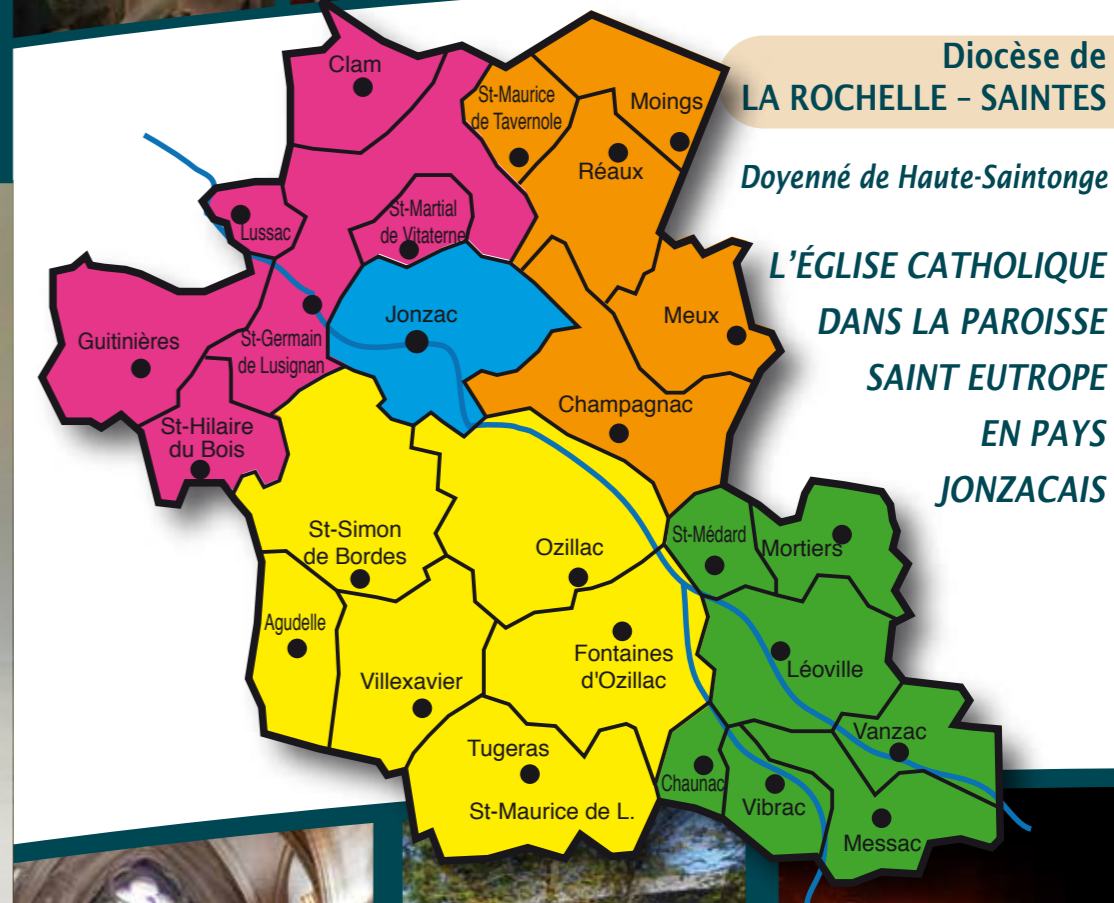 Diocèse de
LA ROCHELLE – SAINTES
Doyenné de Haute-Saintonge
L'ÉGLISE CATHOLIQUE
DANS LA PAROISSE
SAINT EUTROPE
EN PAYS
JONZACAIS
Clam
St-Maurice
de Tavernole
Moings
Réaux
Lussac
St-Martial
de Vitaterne
Jonzac
Meux
Guitinières
St-Germain
de Lusignan
Champagnac
St-Hilaire
du Bois
St-Simon
de Bordes
Ozillac
St-Médard
Mortiers
Agudelle
Fontaines
d'Ozillac
Léoville
Villexavier
Vanzac
Tugeras
St-Maurice de L.
Chaunac
Vibrac
Messac